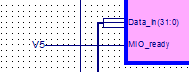 Data_in(31:0)
V5 MIO_ready